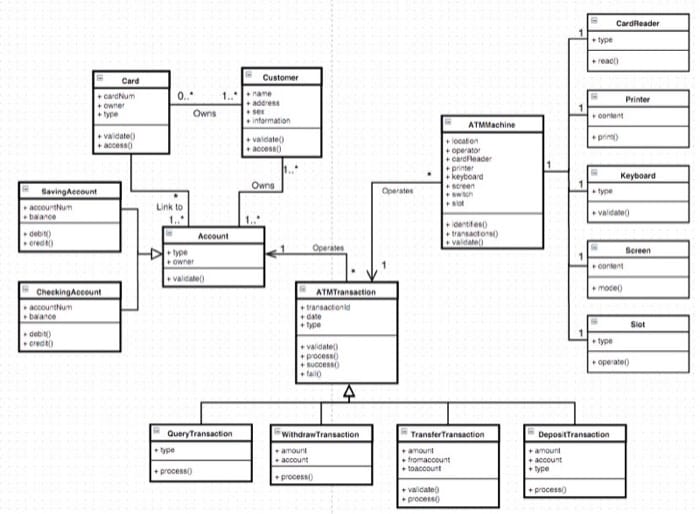 CardReader
+ type
+ read()
Card
+ cardNum
+ owner
+ type
+ validate()
+ access()
0..*
1..*
Owns
Customer
+ name
+ address
+ sex
+ information
+ validate()
+ access()
1..*
Owns
1..*
*
Link to
1..*
ATMMachine
+ location
+ operator
+ cardReader
+ printer
+ keyboard
+ screen
+ switch
+ slot
+ identites()
+ transactions()
+ validate()
1
1
Printer
+ content
+ print()
1
Keyboard
+ type
+ validate()
1
Screen
+ content
+ mode()
1
Slot
+ type
+ operate()
1
SavingAccount
+ accountNum
+ balance
+ debit()
+ credit()
Account
+ type
+ owner
+ validate()
1
Operates
*
*
Operates
1
CheckingAccount
+ accountNum
+ balance
+ debit()
+ credit()
ATMTransaction
+ transactionId
+ date
+ type
+ validate()
+ process()
+ success()
+ fail()
QueryTransaction
+ type
+ process()
WithdrawTransaction
+ amount
+ account
+ process()
TransferTransaction
+ amount
+ fromaccount
+ toaccount
+ validate()
+ process()
DepositTransaction
+ amount
+ account
+ type
+ process()